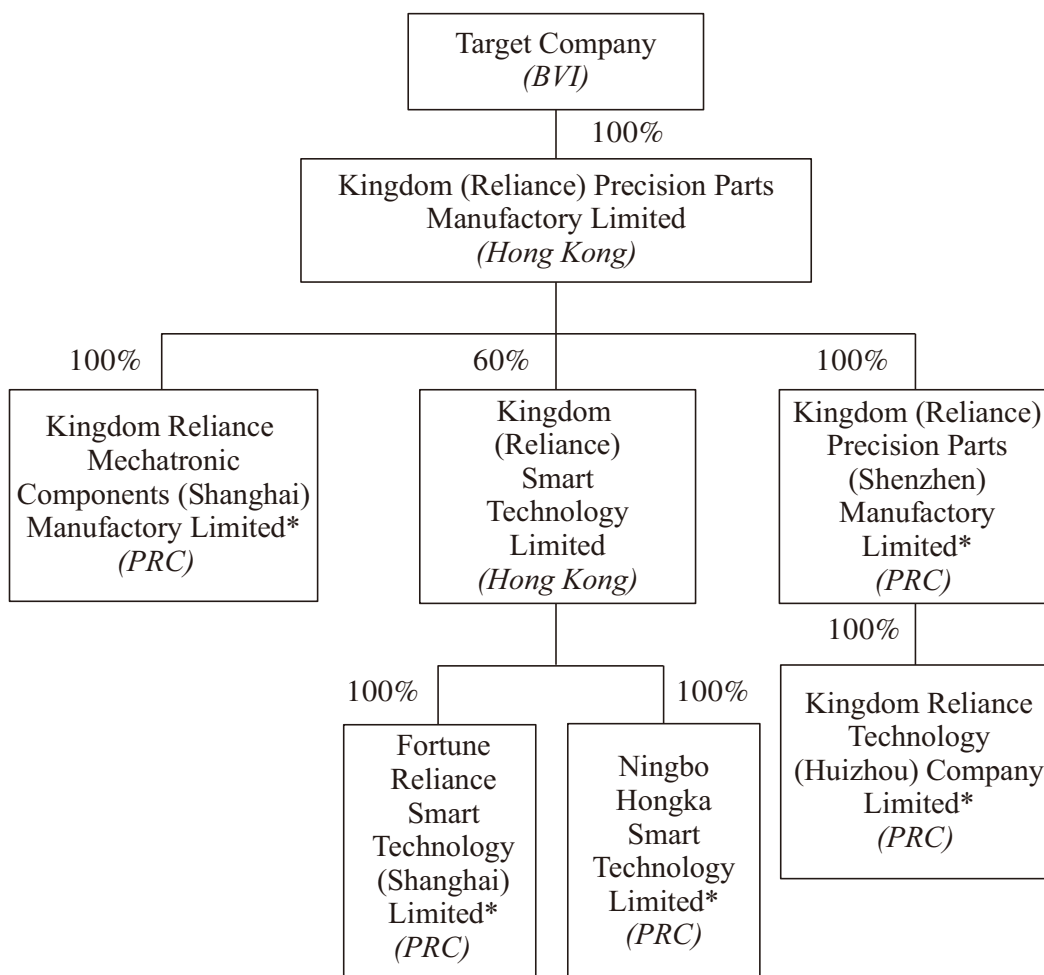 Target Company
(BVI)
100%
Kingdom (Reliance) Precision Parts
Manufactory Limited
(Hong Kong)
100%
Kingdom Reliance
Mechatronic
Components (Shanghai)
Manufactory Limited*
(PRC)
60%
Kingdom
(Reliance)
Smart
Technology
Limited
(Hong Kong)
100%
Kingdom (Reliance)
Precision Parts
(Shenzhen)
Manufactory
Limited*
(PRC)
100%
Fortune
Reliance
Smart
Technology
(Shanghai)
Limited*
(PRC)
100%
Ningbo
Hongka
Smart
Technology
Limited*
(PRC)
100%
Kingdom Reliance
Technology
(Huizhou) Company
Limited*
(PRC)